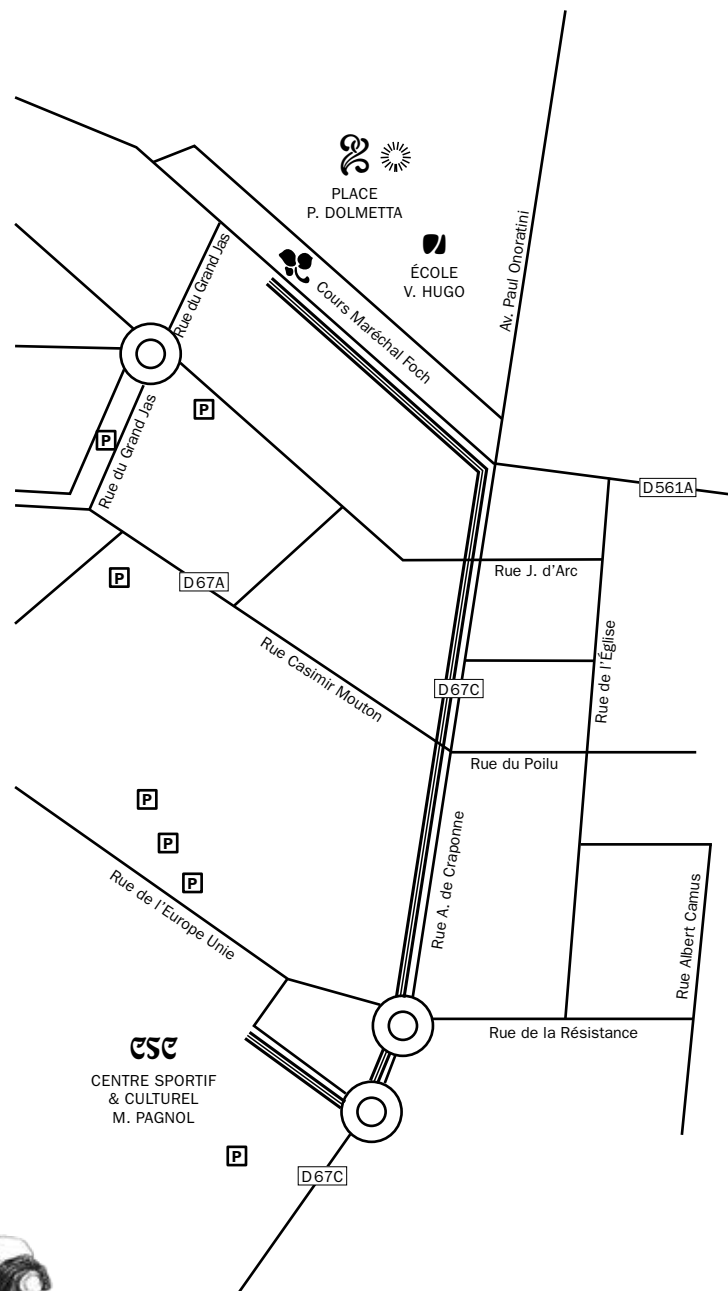 PLACE
P. DOLMETTA
ÉCOLE
V. HUGO
Av. Paul Onoratini
Rue du Grand Jas
Cours Maréchal Foch
P
Rue du Grand Jas
P
D561A
P
D67A
Rue J. d'Arc
Rue Casimir Mouton
Rue de l'Église
D67C
Rue du Poilu
P
P
P
Rue A. de Craponne
Rue de l'Europe Unie
Rue Albert Camus
Rue de la Résistance
CSC
CENTRE SPORTIF
& CULTUREL
M. PAGNOL
P
D67C